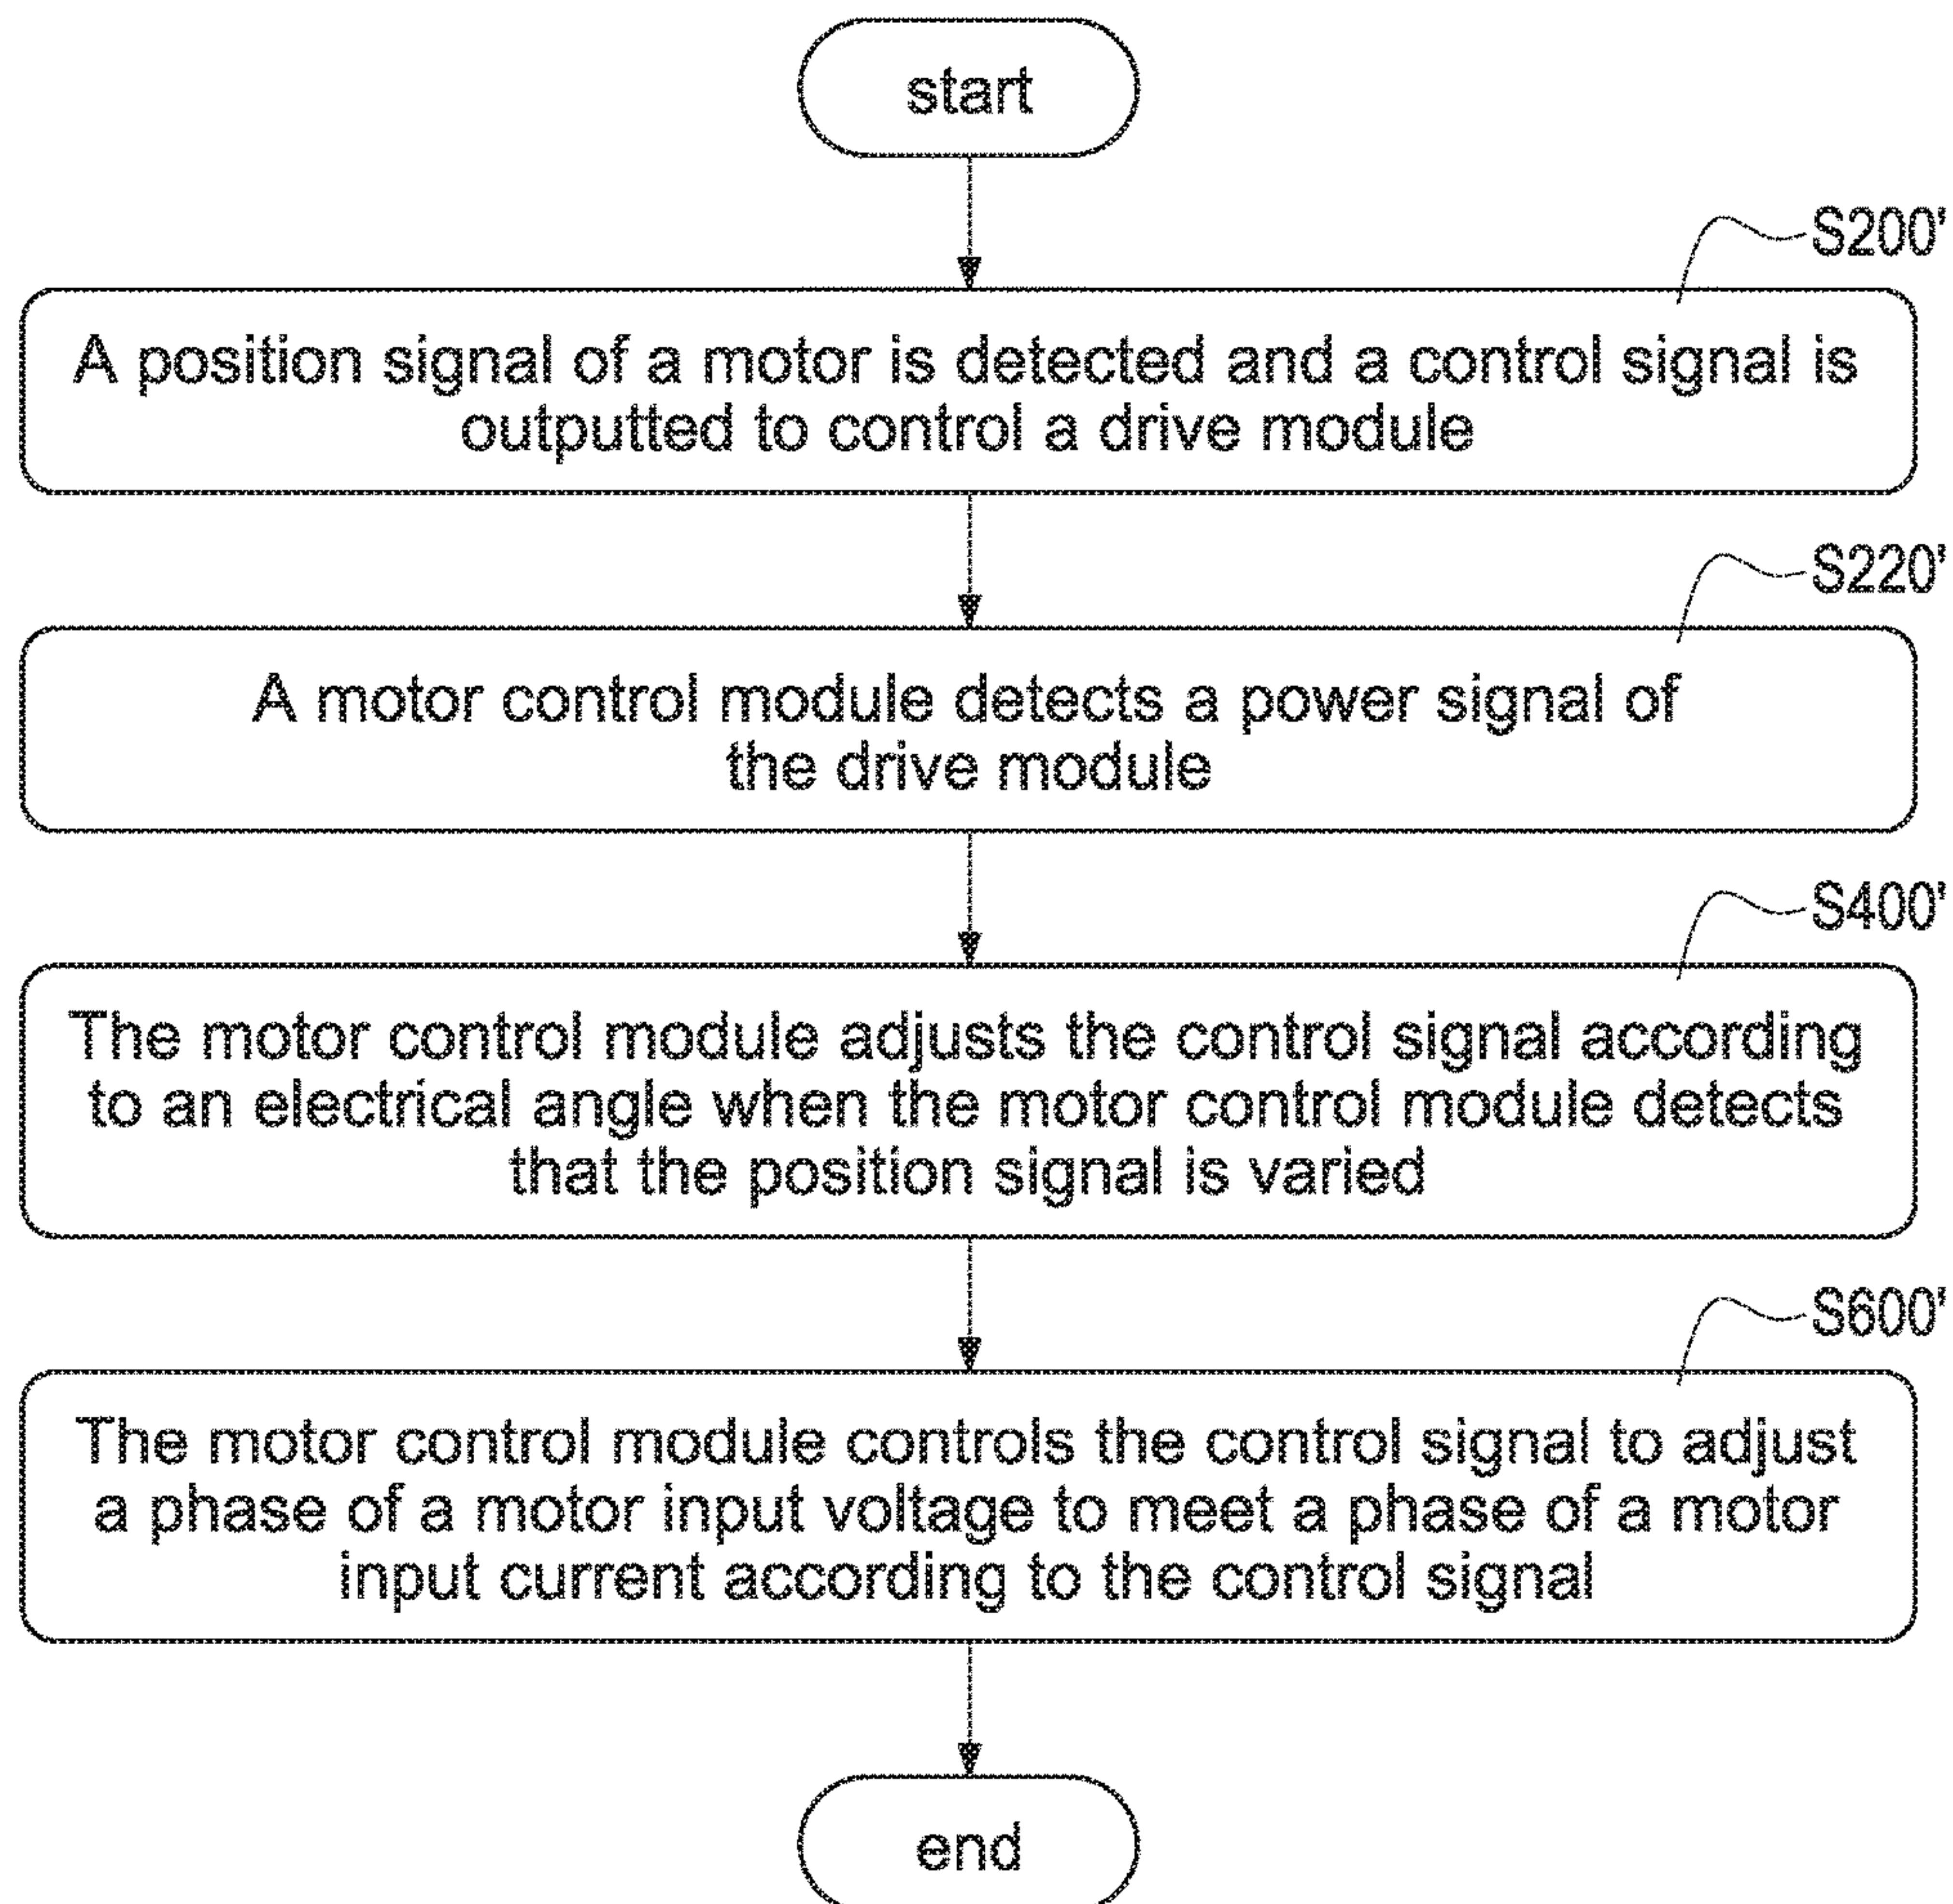 start
S200'
A position signal of a motor is detected and a control signal is
outputted to control a drive module
S220'
A motor control module detects a power signal of
the drive module
S400'
The motor control module adjusts the control signal according
to an electrical angle when the motor control module detects
that the position signal is varied
S600'
The motor control module controls the control signal to adjust
a phase of a motor input voltage to meet a phase of a motor
input current according to the control signal
end